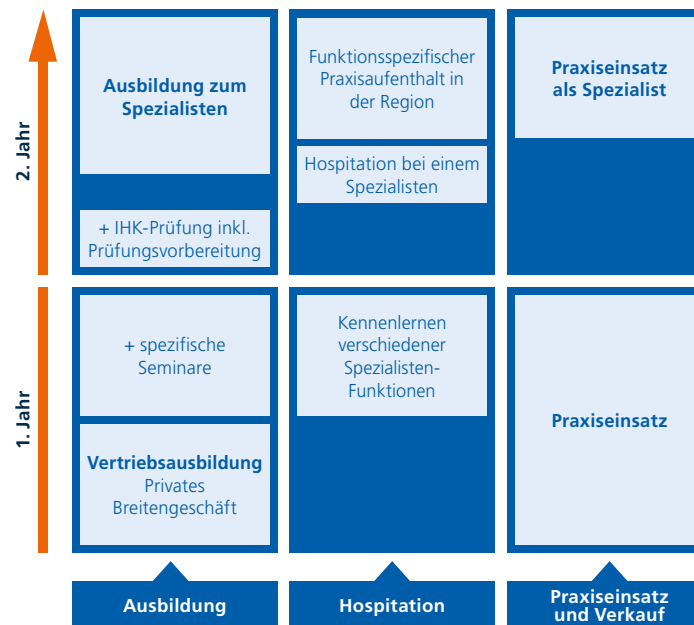 2. Jahr
Ausbildung zum
Spezialisten
+ IHK-Prüfung inkl.
Prüfungsvorbereitung
Funktionsspezifischer
Praxisaufenthalt in
der Region
Hospitation bei einem
Spezialisten
Praxiseinsatz
als Spezialist
1. Jahr
+ spezifische
Seminare
Vertriebsausbildung
Privates
Breitengeschäft
Kennenlernen
verschiedener
Spezialisten-
Funktionen
Praxiseinsatz
Ausbildung
Hospitation
Praxiseinsatz
und Verkauf